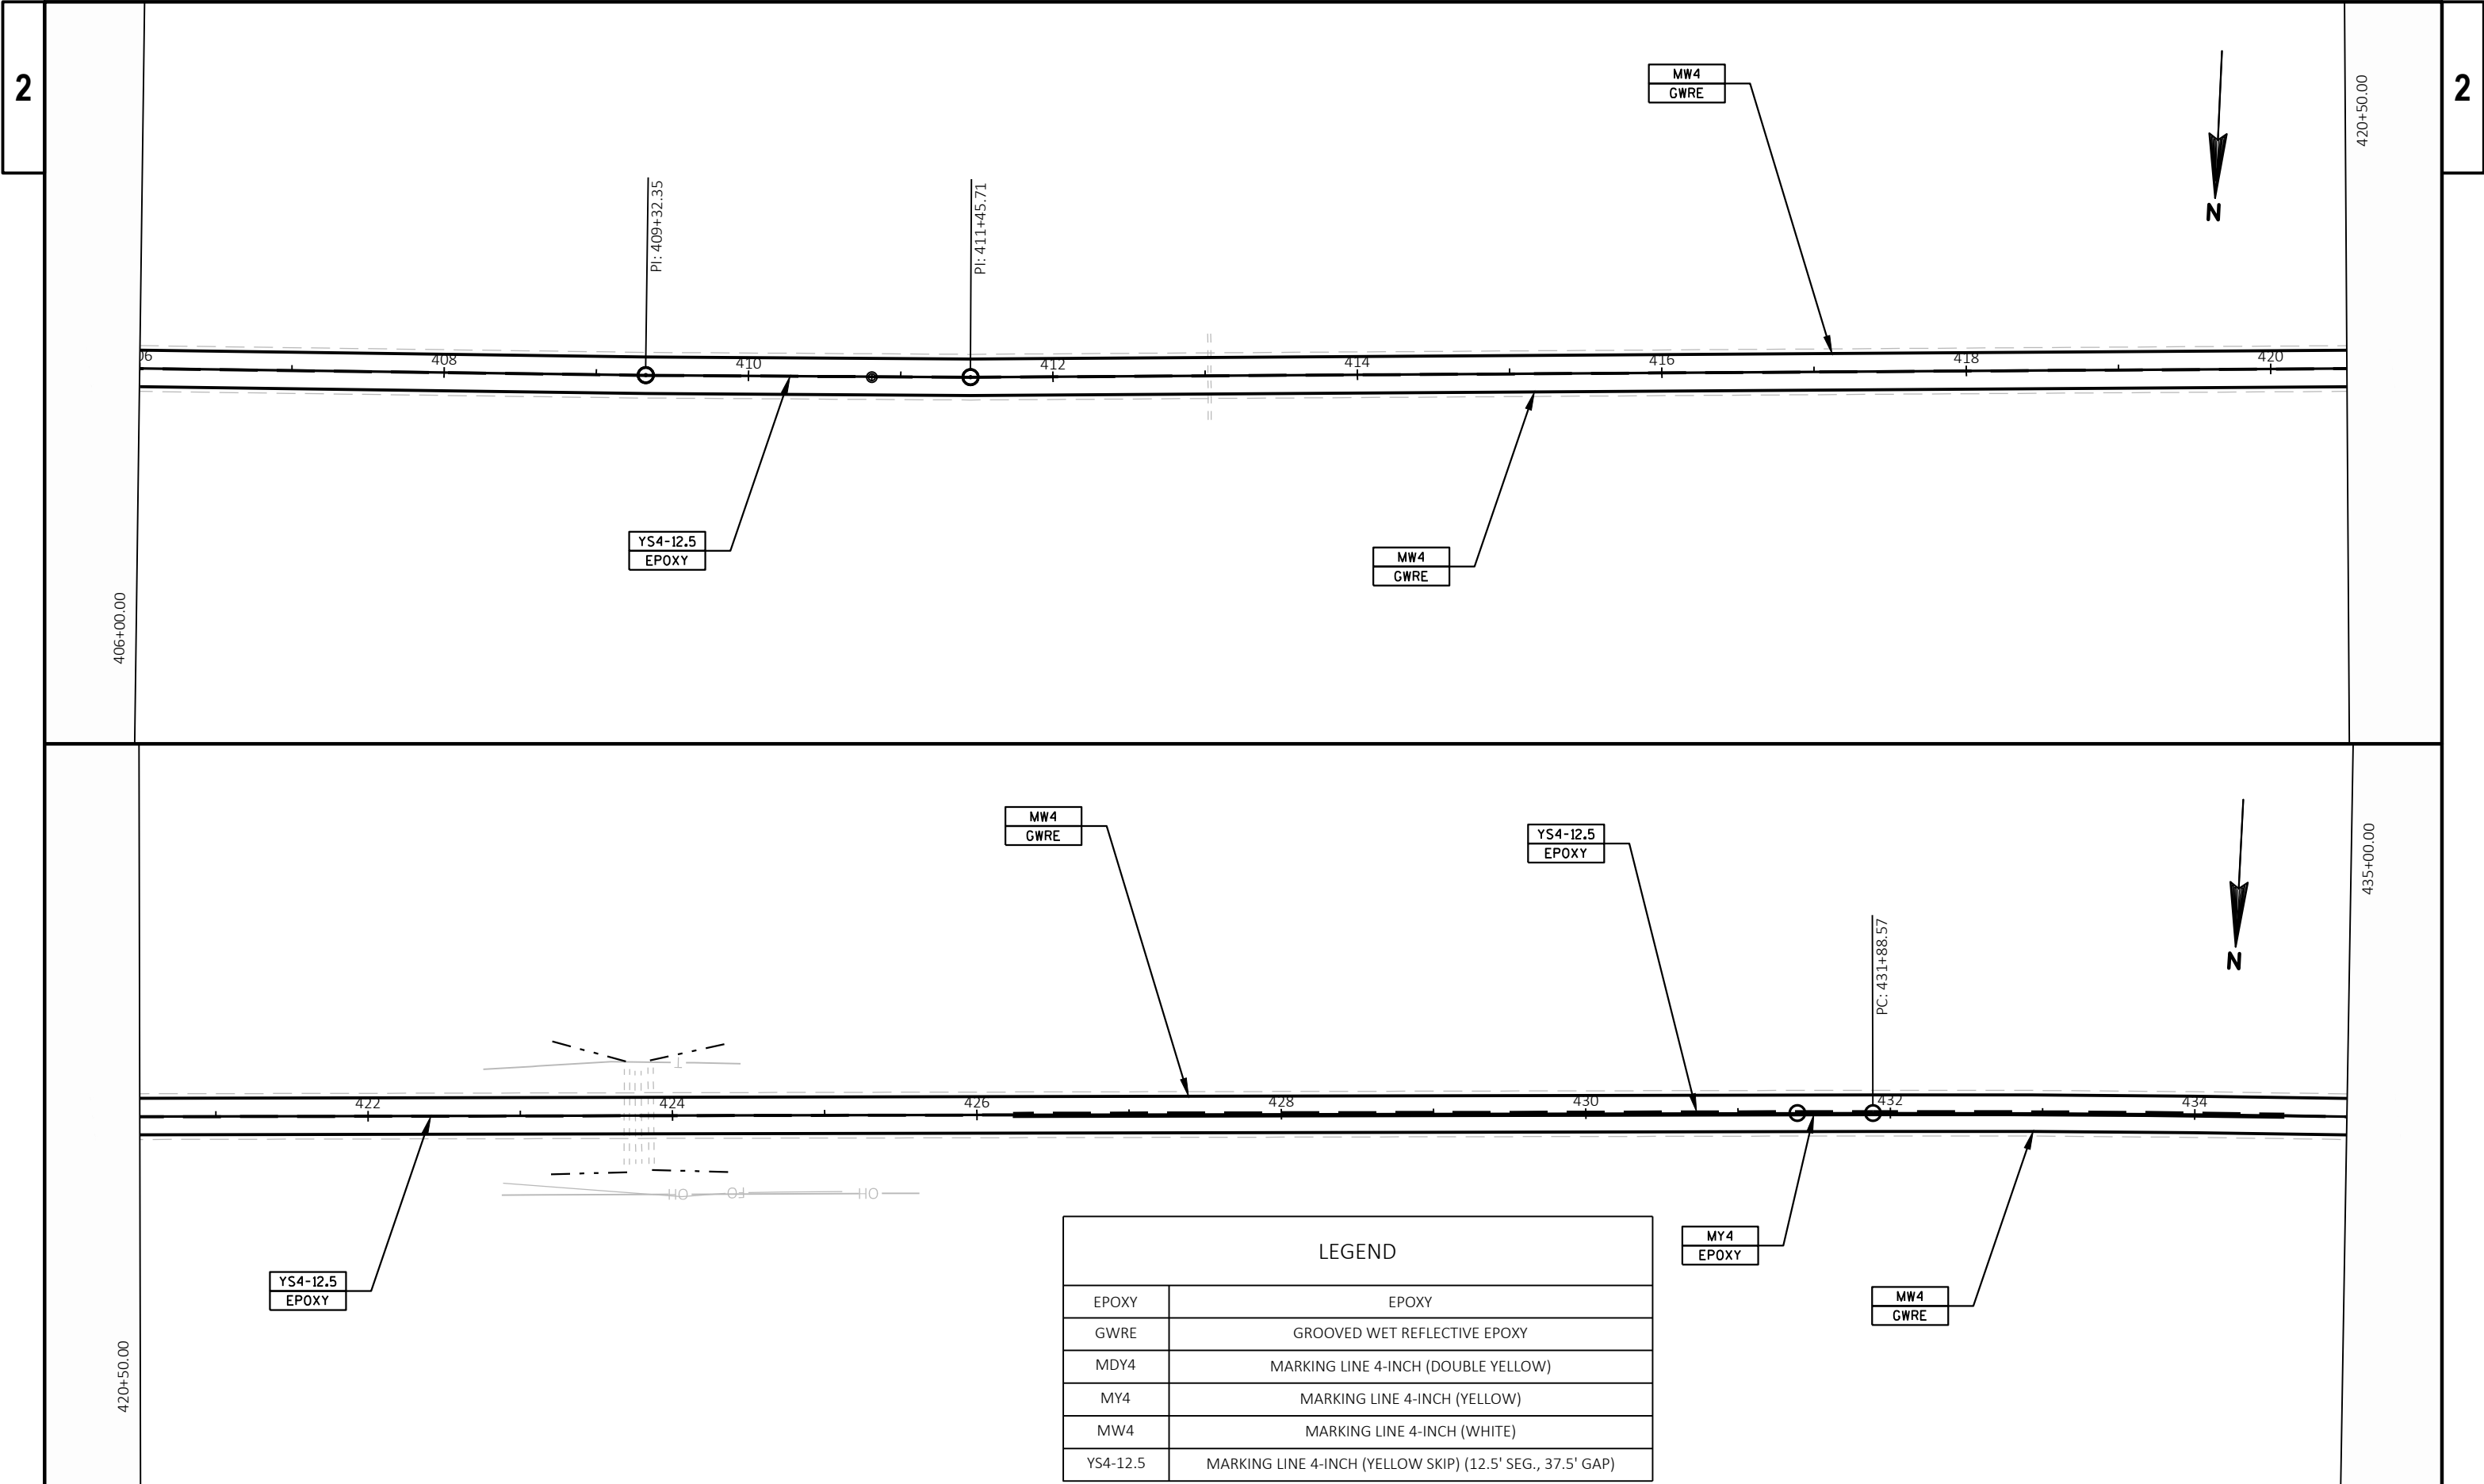 2
2
MW4
GWRE
420+50.00
N
PI: 409+32.35
PI: 411+45.71
06
408
410
412
414
416
418
420
YS4-12.5
EPOXY
MW4
GWRE
406+00.00
MW4
GWRE
YS4-12.5
EPOXY
435+00.00
N
PC: 431+88.57
T
422
424
426
428
430
432
434
OH
FO
OH
YS4-12.5
EPOXY
MY4
EPOXY
MW4
GWRE
420+50.00
LEGEND
EPOXY EPOXY
GWRE GROOVED WET REFLECTIVE EPOXY
MDY4 MARKING LINE 4-INCH (DOUBLE YELLOW)
MY4 MARKING LINE 4-INCH (YELLOW)
MW4 MARKING LINE 4-INCH (WHITE)
YS4-12.5 MARKING LINE 4-INCH (YELLOW SKIP) (12.5' SEG., 37.5' GAP)